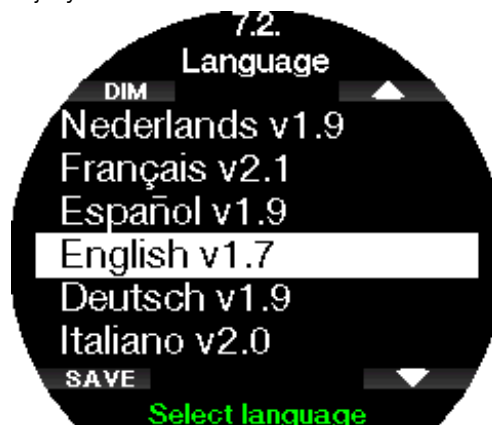 7.2.
Language
DIM
Nederlands v1.9
Français v2.1
Español v1.9
English v1.7
Deutsch v1.9
Italiano v2.0
SAVE
Select language